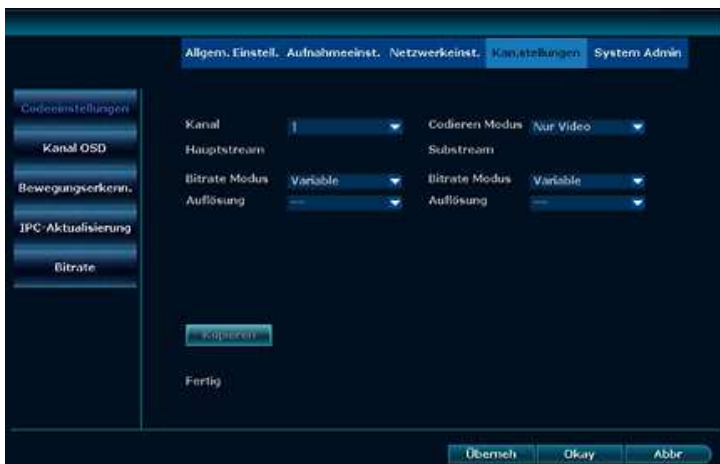 Allgem. Einstell. Aufnahmeeinst. Netzwerkeinst. Kan.stellungen System Admin
Codeeinstellungen
Kanal OSD
Bewegungserkenn.
IPC-Aktualisierung
Bitrate
Kanal 1 Codieren Modus Nur Video
Hauptstream Substream
Bitrate Modus Variable Bitrate Modus Variable
Auflösung --- Auflösung ---
Kopieren
Fertig
Überneh Okay Abbr